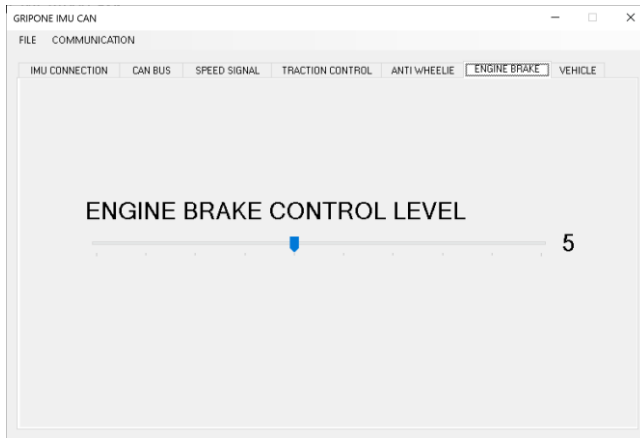 GRIPONE IMU CAN
FILE COMMUNICATION
IMU CONNECTION CAN BUS SPEED SIGNAL TRACTION CONTROL ANTI WHEELIE ENGINE BRAKE VEHICLE
ENGINE BRAKE CONTROL LEVEL
5